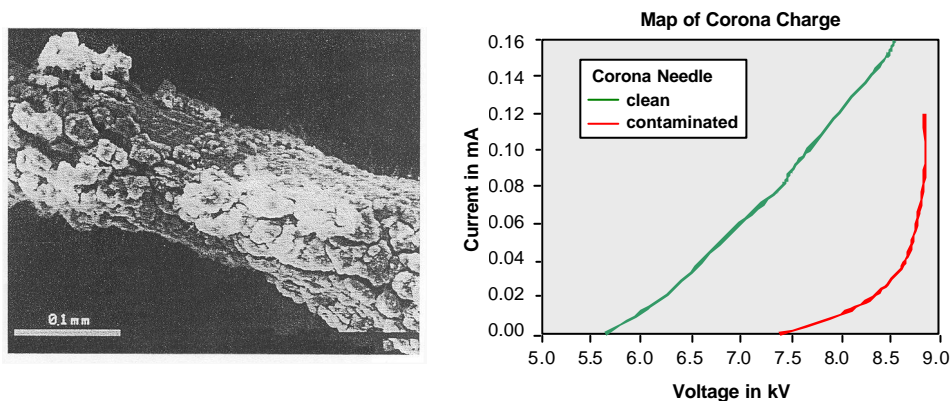 0.1 mm
Map of Corona Charge
Current in mA
0.16
0.14
0.12
0.10
0.08
0.06
0.04
0.02
0.00
Corona Needle
clean
contaminated
5.0 5.5 6.0 6.5 7.0 7.5 8.0 8.5 9.0
Voltage in kV